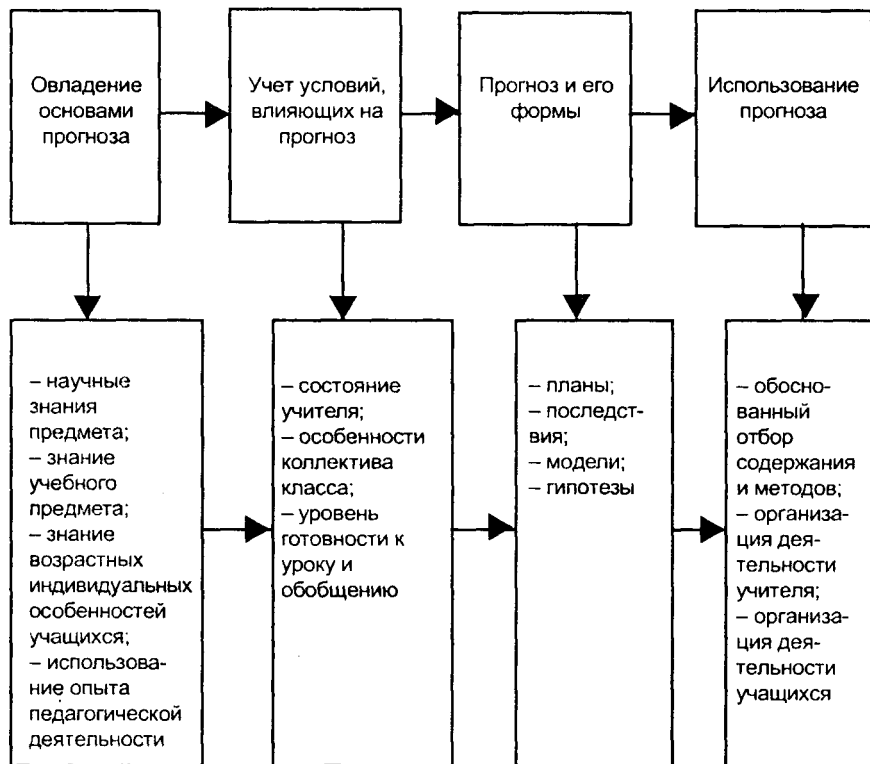 Овладение
основами
прогноза
Учет условий,
влияющих на
прогноз
Прогноз и его
формы
Использование
прогноза
– научные
знания
предмета;
– знание
учебного
предмета;
– знание
возрастных
индивидуальных
особенностей
учащихся;
– использова-
ние опыта
педагогической
деятельности
– состояние
учителя;
– особенности
коллектива
класса;
– уровень
готовности к
уроку и
обобщению
– планы;
– последст-
вия;
– модели;
– гипотезы
– обосно-
ванный
отбор
содержания
и методов;
– организа-
ция дея-
тельности
учителя;
– организа-
ция дея-
тельности
учащихся